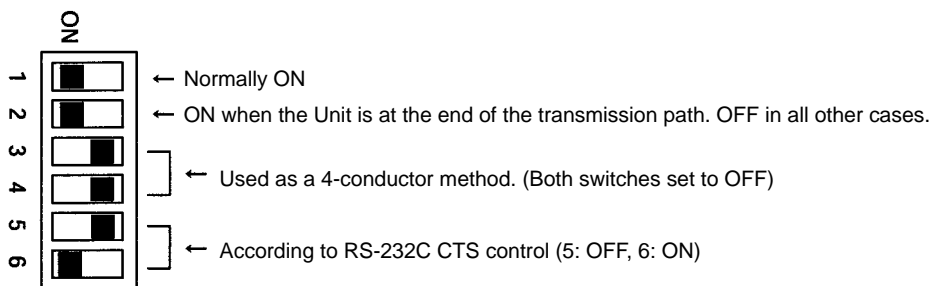 ON
1 ← Normally ON
2 ← ON when the Unit is at the end of the transmission path. OFF in all other cases.
3
4
← Used as a 4-conductor method. (Both switches set to OFF)
5
6
← According to RS-232C CTS control (5: OFF, 6: ON)